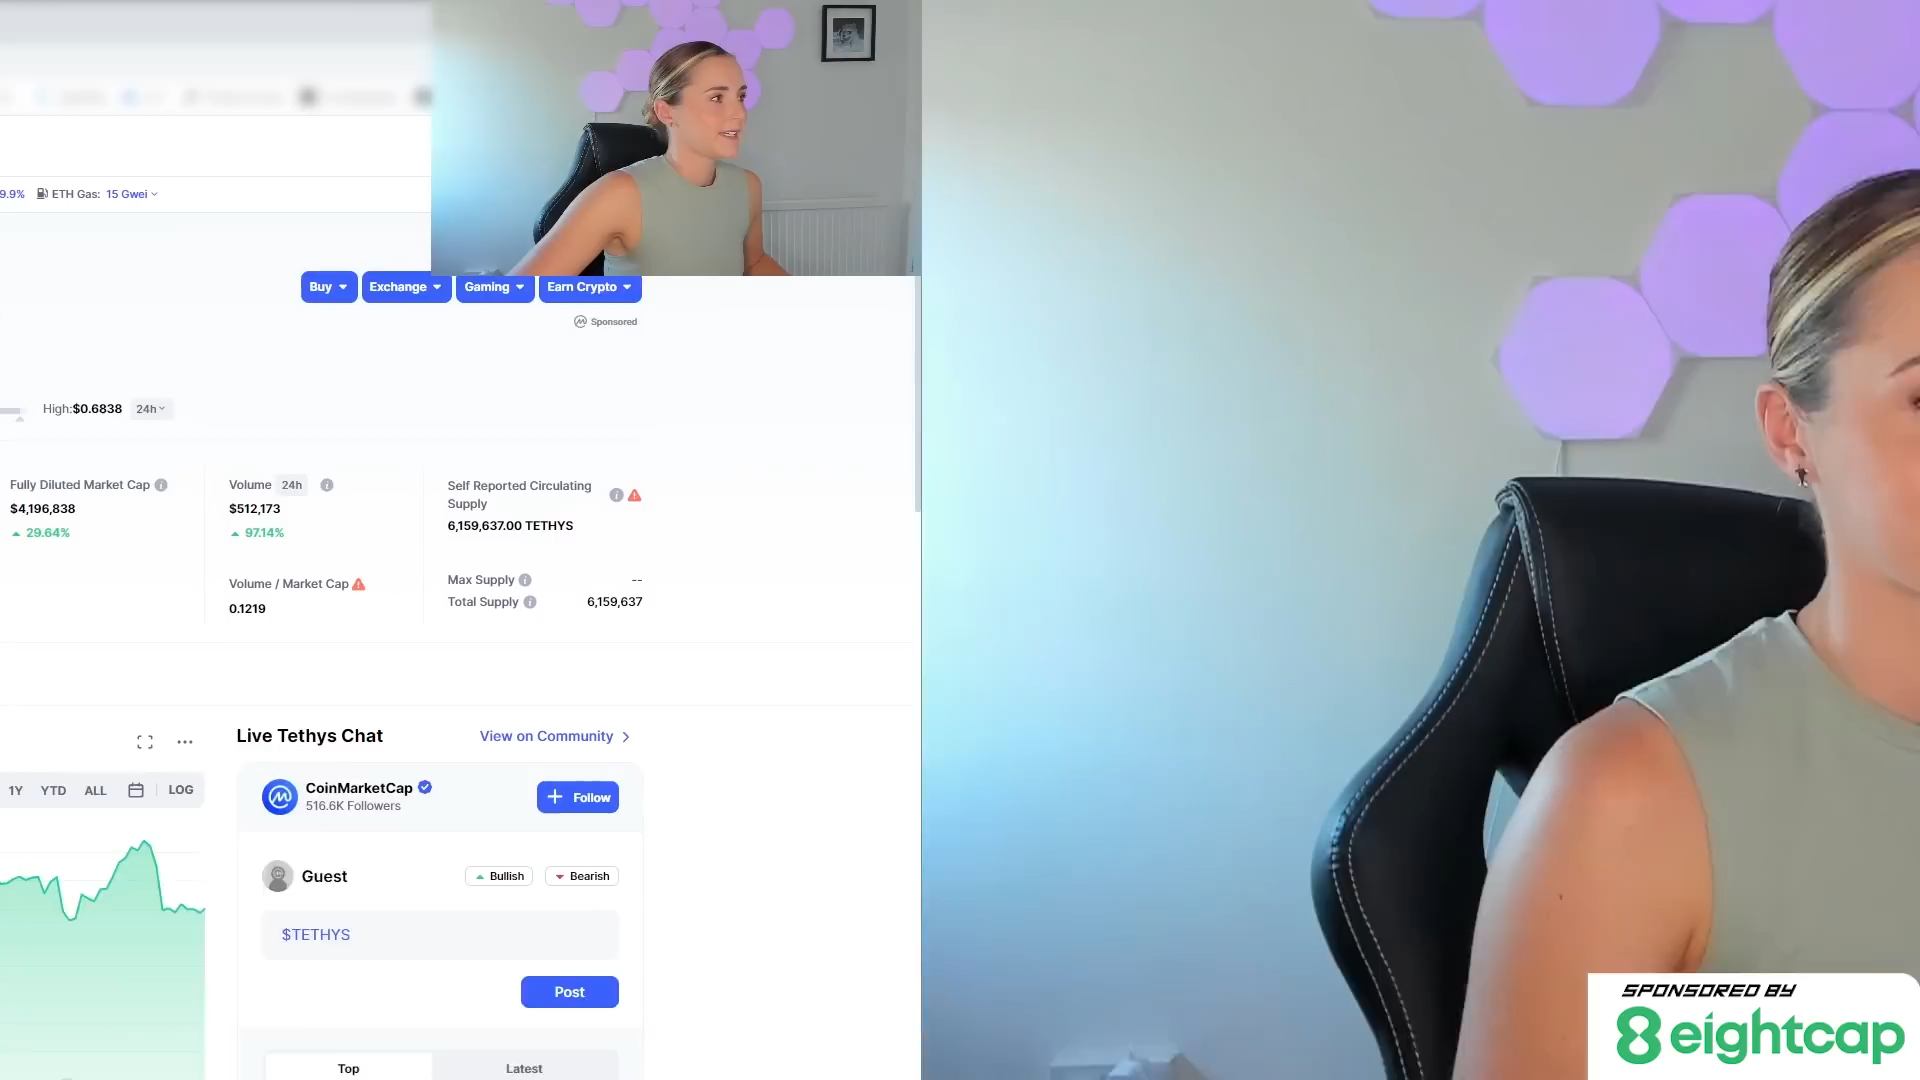 9.9% ETH Gas: 15 Gwei
Buy Exchange Gaming Earn Crypto
Sponsored
High:$0.6838 24h
Fully Diluted Market Cap
$4,196,838
29.64%
Volume 24h
$512,173
97.14%
Volume / Market Cap
0.1219
Self Reported Circulating
Supply
6,159,637.00 TETHYS
Max Supply --
Total Supply 6,159,637
1Y YTD ALL LOG
Live Tethys Chat View on Community
CoinMarketCap
516.6K Followers
+ Follow
Guest Bullish Bearish
$TETHYS
Post
Top Latest
SPONSORED BY
8 eightcap